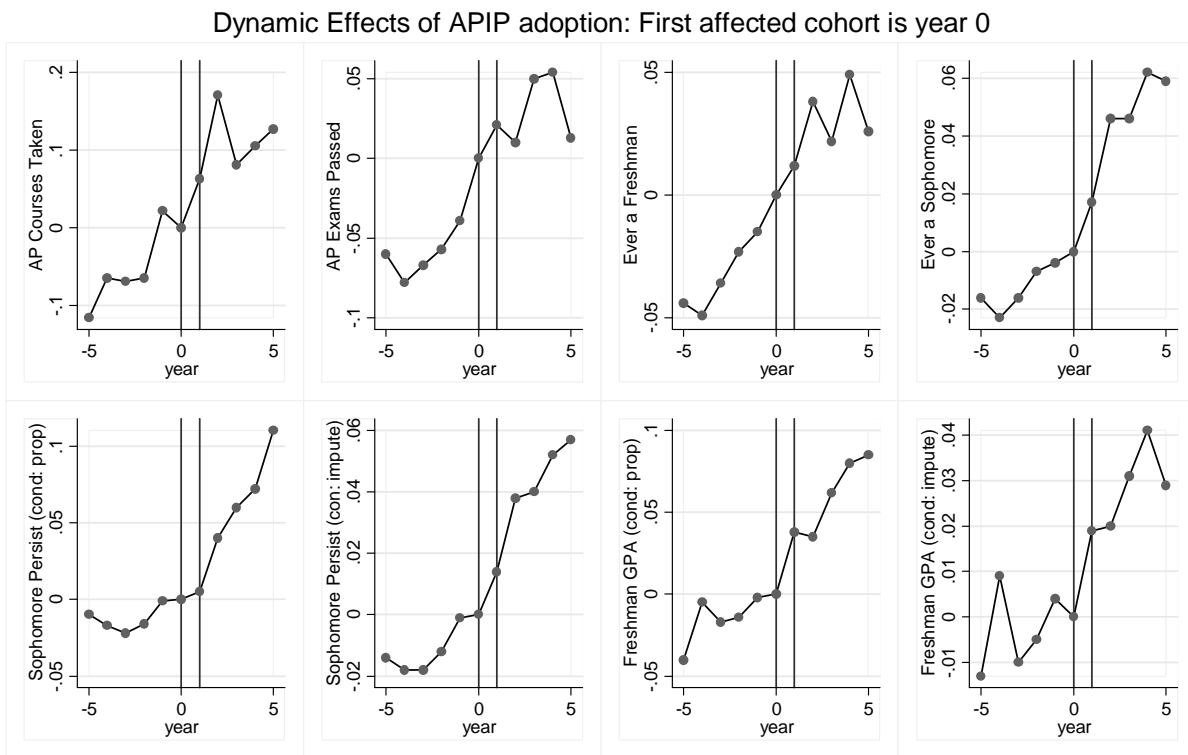 Dynamic Effects of APIP adoption: First affected cohort is year 0
AP Courses Taken
.2
.1
0
-.1
-5 0 5
year
AP Exams Passed
.05
0
-.05
-.1
-5 0 5
year
Ever a Freshman
.05
0
-.05
-5 0 5
year
Ever a Sophomore
.06
.04
.02
0
-.02
-5 0 5
year
Sophomore Persist (cond: prop)
.1
.05
0
-.05
-5 0 5
year
Sophomore Persist (con: impute)
.06
.04
.02
0
-.02
-5 0 5
year
Freshman GPA (cond: prop)
.1
.05
0
-.05
-5 0 5
year
Freshman GPA (cond: impute)
.04
.03
.02
.01
0
-.01
-5 0 5
year